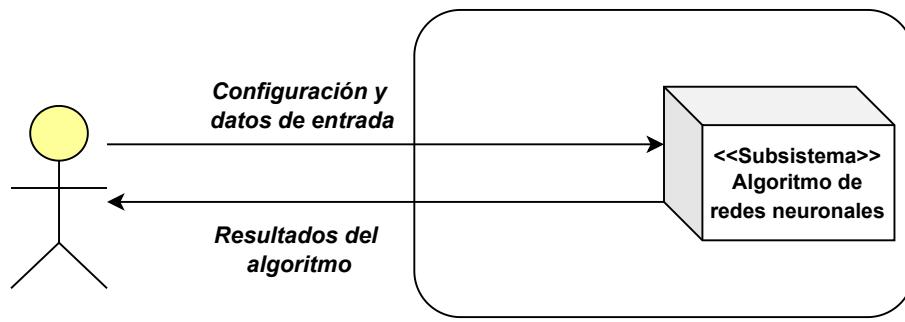 Configuración y
datos de entrada
<<Subsistema>>
Algoritmo de
redes neuronales
Resultados del
algoritmo